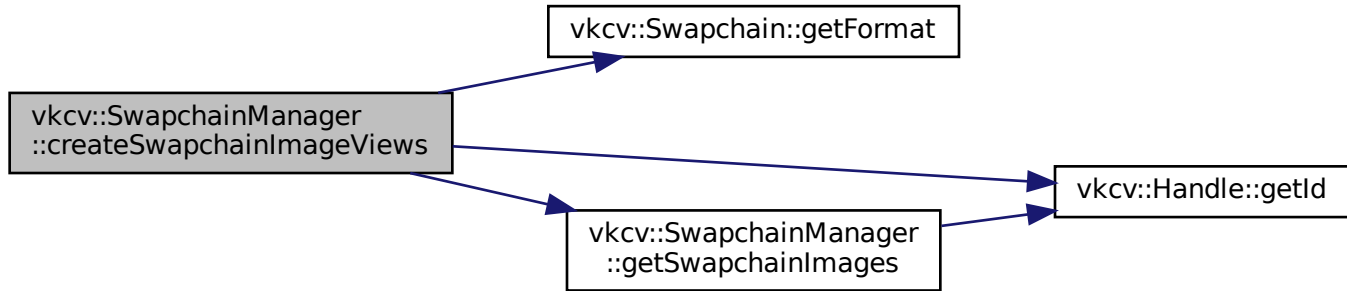 vkcv::Swapchain::getFormat
vkcv::SwapchainManager
::createSwapchainImageViews
vkcv::Handle::getId
vkcv::SwapchainManager
::getSwapchainImages